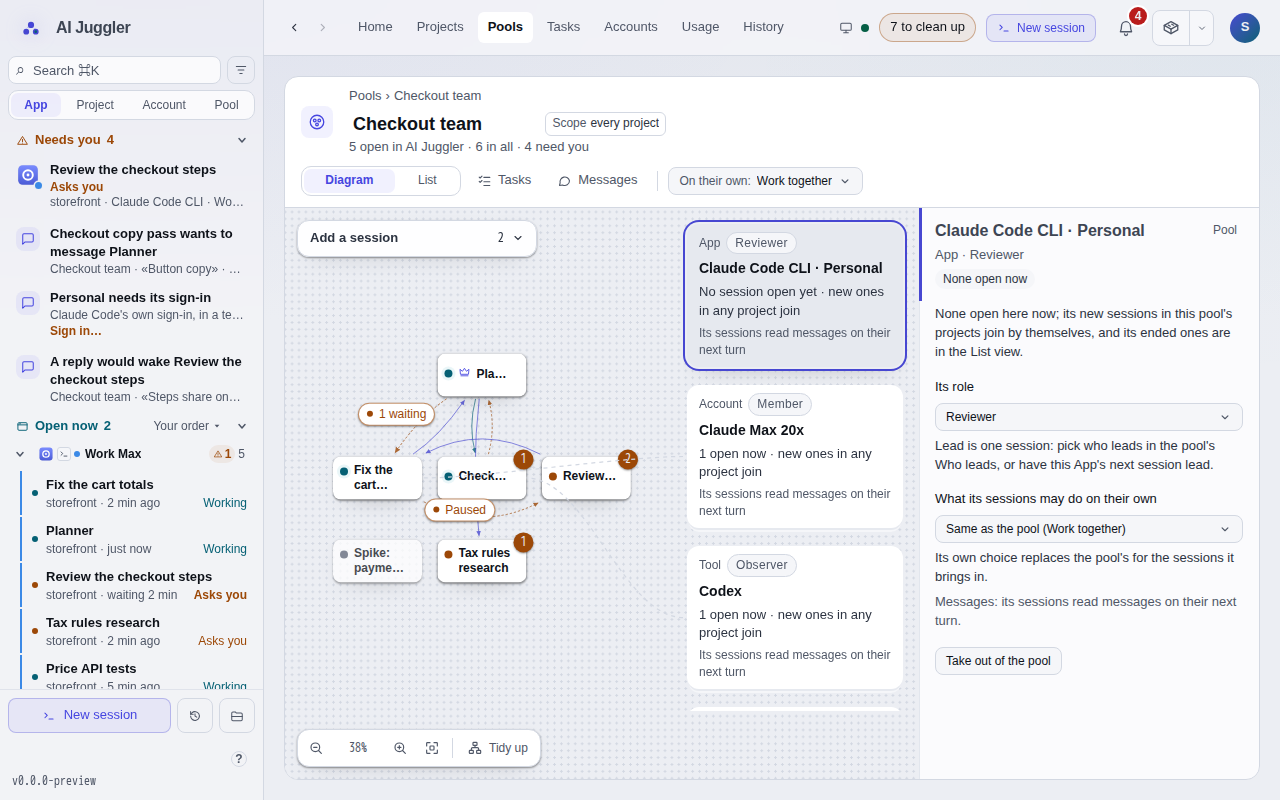 AI Juggler
Search ⌘K
App Project Account Pool
Needs you 4
Review the checkout steps
Asks you
storefront · Claude Code CLI · Wo…
Checkout copy pass wants to
message Planner
Checkout team · «Button copy» · …
Personal needs its sign-in
Claude Code's own sign-in, in a te…
Sign in…
A reply would wake Review the
checkout steps
Checkout team · «Steps share on…
Open now 2 Your order
Work Max 1 5
Fix the cart totals
storefront · 2 min ago Working
Planner
storefront · just now Working
Review the checkout steps
storefront · waiting 2 min Asks you
Tax rules research
storefront · 2 min ago Asks you
Price API tests
storefront · 5 min ago Working
New session
?
v0.0.0-preview
Home Projects Pools Tasks Accounts Usage History
7 to clean up
New session
4
S
Pools › Checkout team
Checkout team
Scope every project
5 open in AI Juggler · 6 in all · 4 need you
Diagram List Tasks Messages
On their own: Work together
Add a session 2
Pla…
1 waiting
Fix the
cart…
Check…
1
Review…
2
Paused
Spike:
payme…
Tax rules
research
1
38%
Tidy up
App Reviewer
Claude Code CLI · Personal
No session open yet · new ones
in any project join
Its sessions read messages on their
next turn
Account Member
Claude Max 20x
1 open now · new ones in any
project join
Its sessions read messages on their
next turn
Tool Observer
Codex
1 open now · new ones in any
project join
Its sessions read messages on their
next turn
Claude Code CLI · Personal Pool
App · Reviewer
None open now
None open here now; its new sessions in this pool's
projects join by themselves, and its ended ones are
in the List view.
Its role
Reviewer
Lead is one session: pick who leads in the pool's
Who leads, or have this App's next session lead.
What its sessions may do on their own
Same as the pool (Work together)
Its own choice replaces the pool's for the sessions it
brings in.
Messages: its sessions read messages on their next
turn.
Take out of the pool